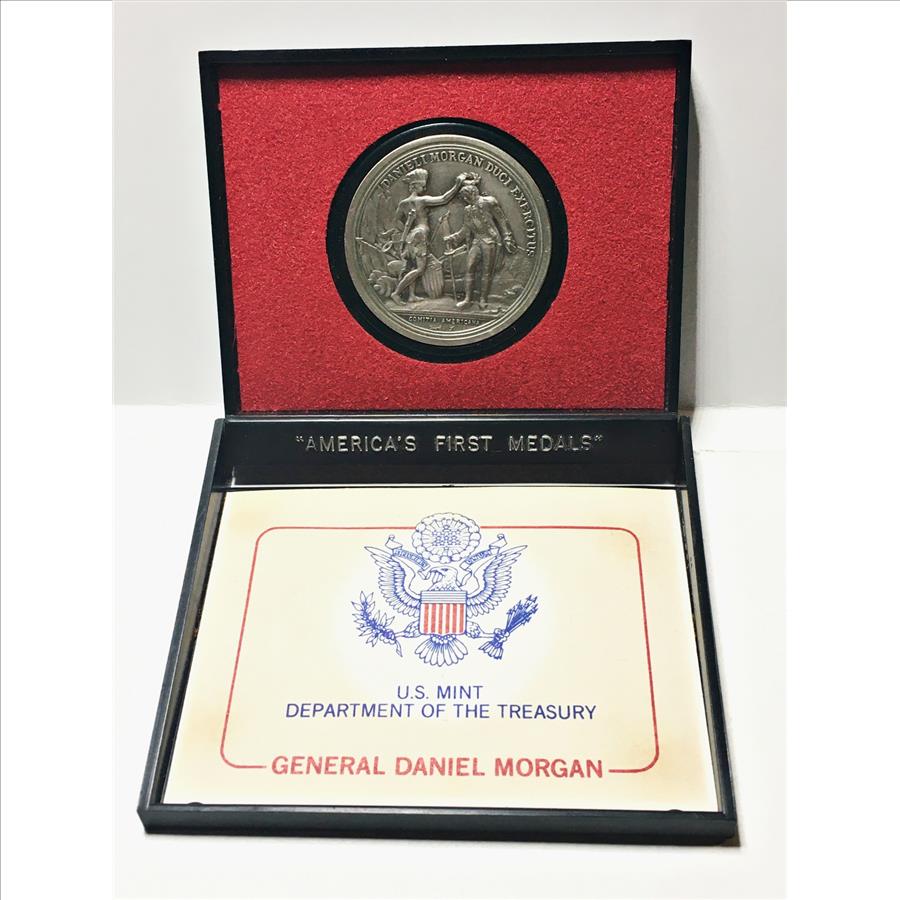 DANIELI MORGAN DUCI EXERCITUS
COMITIA AMERICANA
"AMERICA'S FIRST MEDALS"
U.S. MINT
DEPARTMENT OF THE TREASURY
GENERAL DANIEL MORGAN